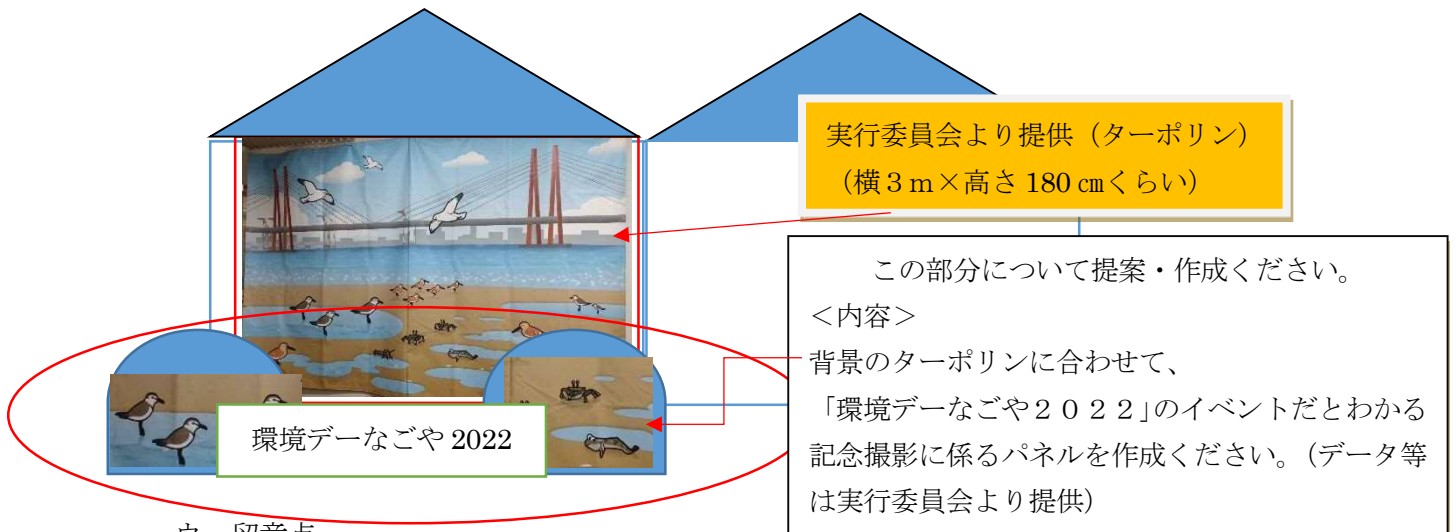 実行委員会より提供（ターポリン）
（横３ｍ×高さ 180 ㎝くらい）
この部分について提案・作成ください。
＜内容＞
背景のターポリンに合わせて、
「環境デーなごや２０２２」のイベントだとわかる
記念撮影に係るパネルを作成ください。（データ等
は実行委員会より提供）
環境デーなごや 2022